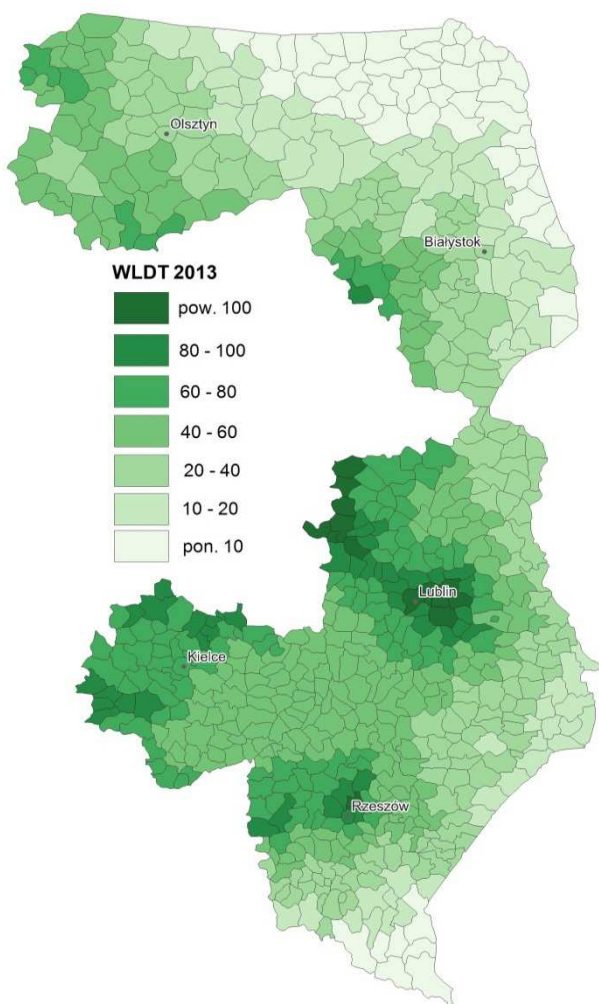 Olsztyn
Białystok
WLDT 2013
pow. 100
80 - 100
60 - 80
40 - 60
20 - 40
10 - 20
pon. 10
Lublin
Kielce
Rzeszów